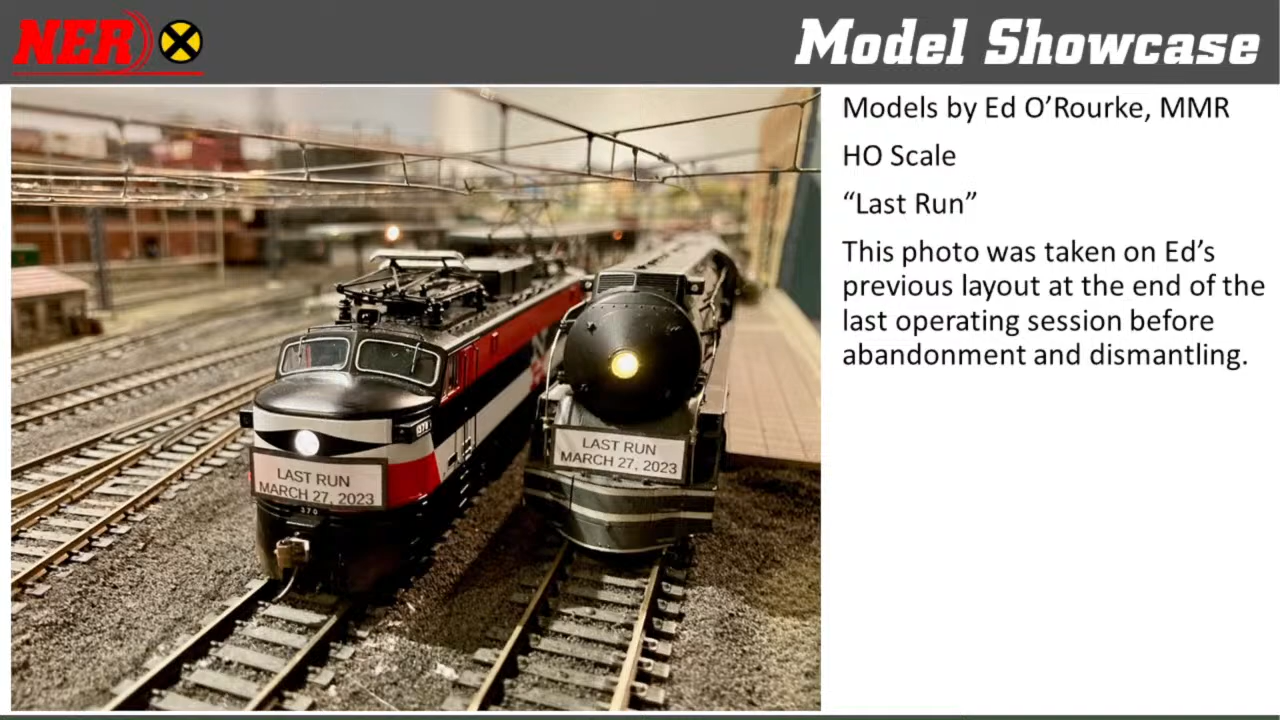 NER X
Model Showcase
Models by Ed O’Rourke, MMR
HO Scale
“Last Run”
This photo was taken on Ed’s
previous layout at the end of the
last operating session before
abandonment and dismantling.
LAST RUN
MARCH 27, 2023
370
LAST RUN
MARCH 27, 2023